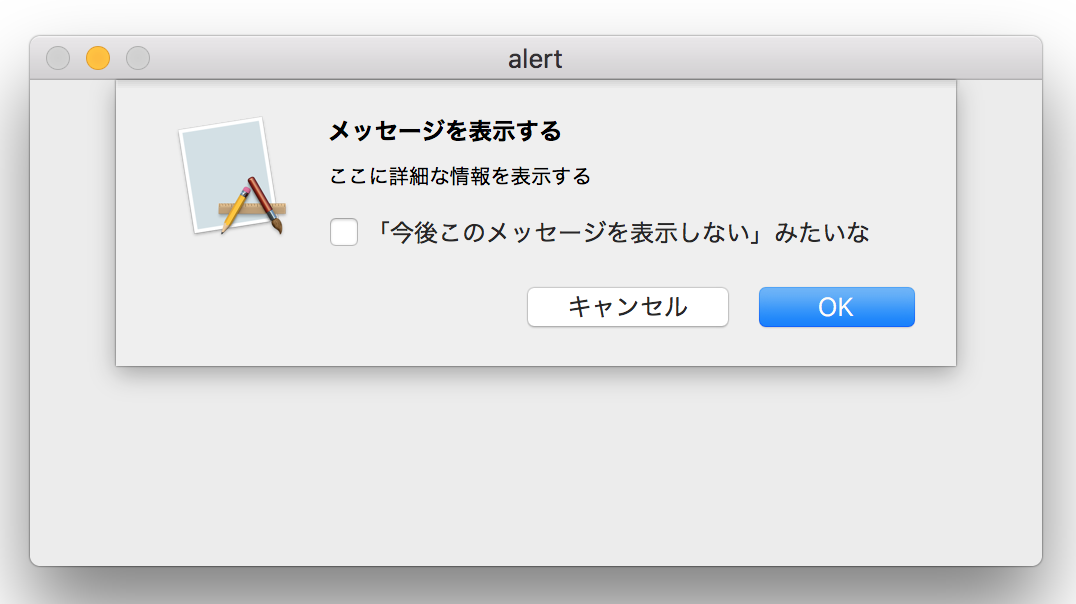 alert
メッセージを表示する
ここに詳細な情報を表示する
「今後このメッセージを表示しない」みたいな
キャンセル
OK